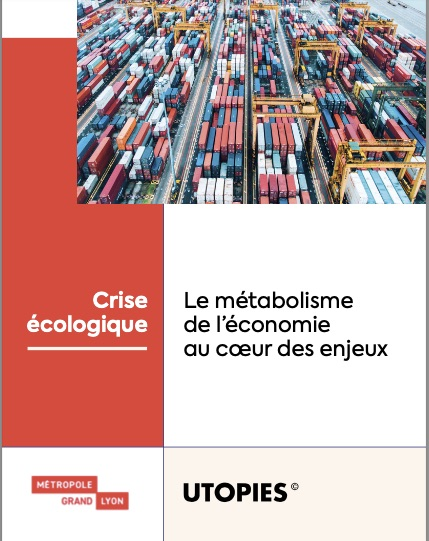 Crise
écologique
Le métabolisme
de l’économie
au cœur des enjeux
MÉTROPOLE
GRAND LYON
UTOPIES ©